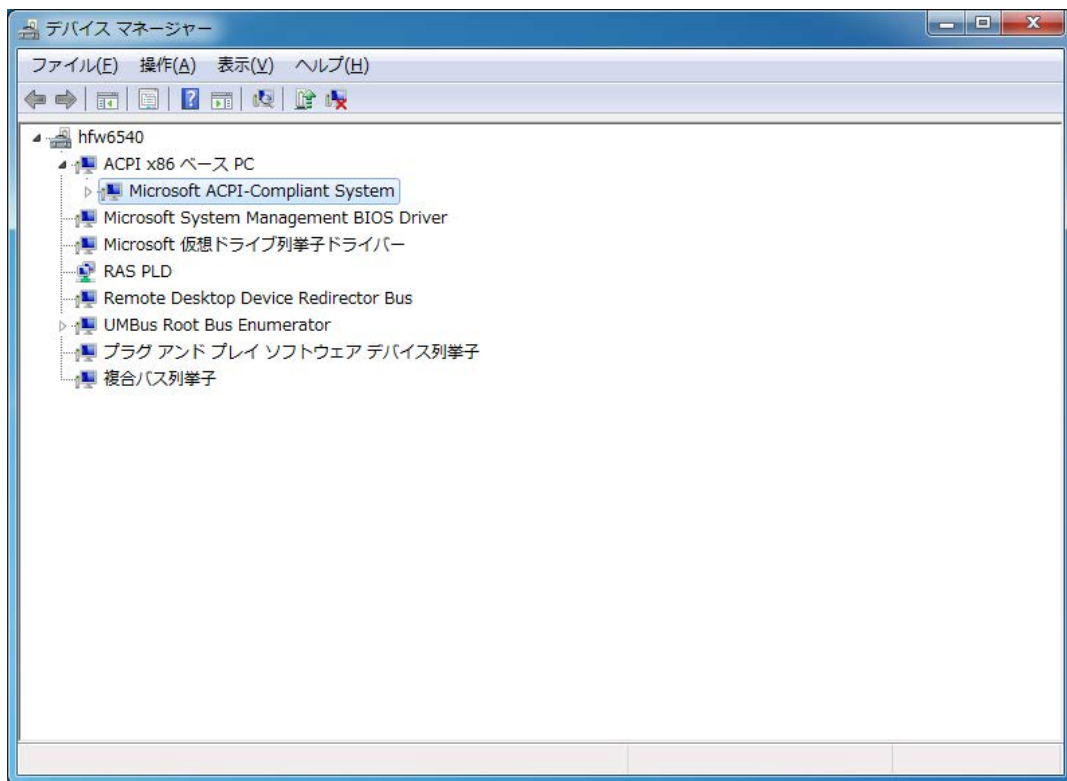 デバイス マネージャー
ファイル(F) 操作(A) 表示(V) ヘルプ(H)
hfw6540
ACPI x86 ベース PC
Microsoft ACPI-Compliant System
Microsoft System Management BIOS Driver
Microsoft 仮想ドライブ列挙子ドライバー
RAS PLD
Remote Desktop Device Redirector Bus
UMBus Root Bus Enumerator
プラグ アンド プレイ ソフトウェア デバイス列挙子
複合バス列挙子